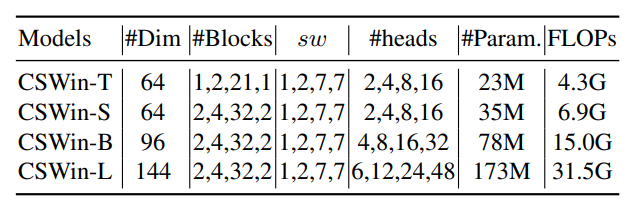 Models #Dim #Blocks sw #heads #Param. FLOPs
CSWin-T 64 1,2,21,1 1,2,7,7 2,4,8,16 23M 4.3G
CSWin-S 64 2,4,32,2 1,2,7,7 2,4,8,16 35M 6.9G
CSWin-B 96 2,4,32,2 1,2,7,7 4,8,16,32 78M 15.0G
CSWin-L 144 2,4,32,2 1,2,7,7 6,12,24,48 173M 31.5G